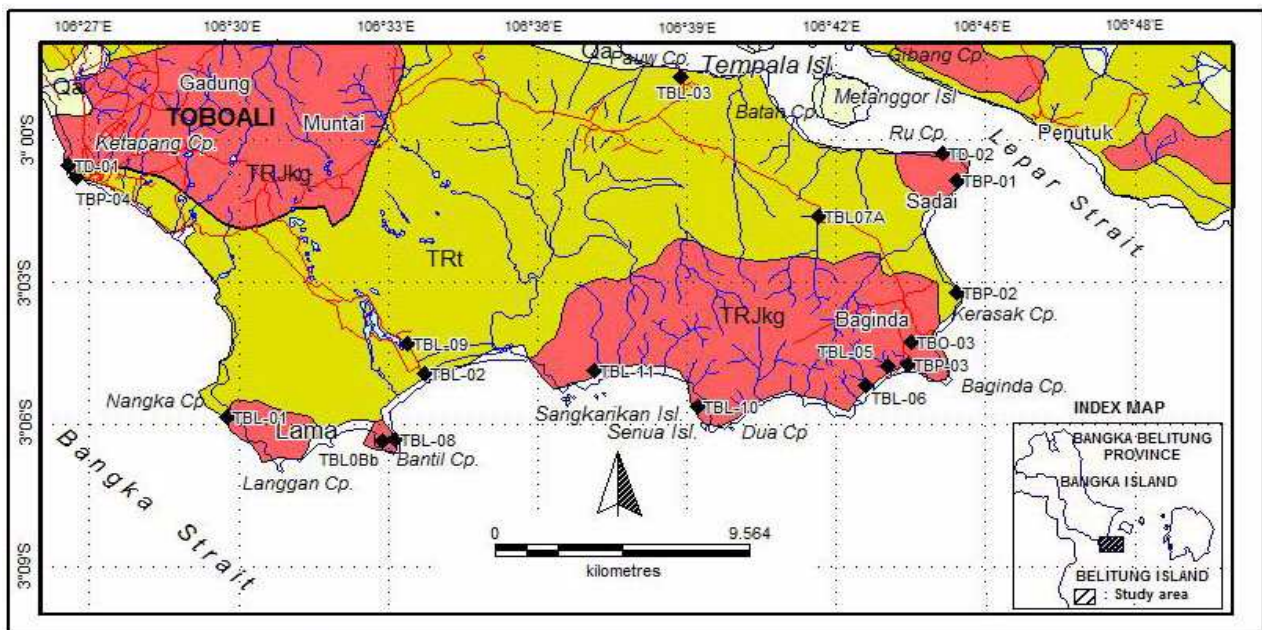 106°27'E
106°30'E
106°33'E
106°36'E
106°39'E
106°42'E
106°45'E
106°48'E
3°00'S
3°03'S
3°06'S
3°09'S
Qa
Gadung
TOBOALI
Muntai
Ketapang Cp.
TD-01
TBP-04
TRJkg
Qa
Pauw Cp.
Tempala Isl.
TBL-03
Batan Cp.
Metanggor Isl
Gibang Cp.
Ru Cp.
TD-02
Penutuk
Lepar Strait
TBP-01
Sadai
TBL07A
TRt
TBP-02
Kerasak Cp.
TRJkg
Baginda
TBO-03
TBL-05
TBP-03
Baginda Cp.
TBL-06
TBL-09
TBL-02
TBL-11
TBL-10
Sangkarikan Isl.
Senua Isl.
Dua Cp
Nangka Cp.
TBL-01
Lama
TBL-08
TBL0Bb
Bantil Cp.
Langgan Cp.
Bangka Strait
0
9.564
kilometres
INDEX MAP
BANGKA BELITUNG
PROVINCE
BANGKA ISLAND
BELITUNG ISLAND
: Study area